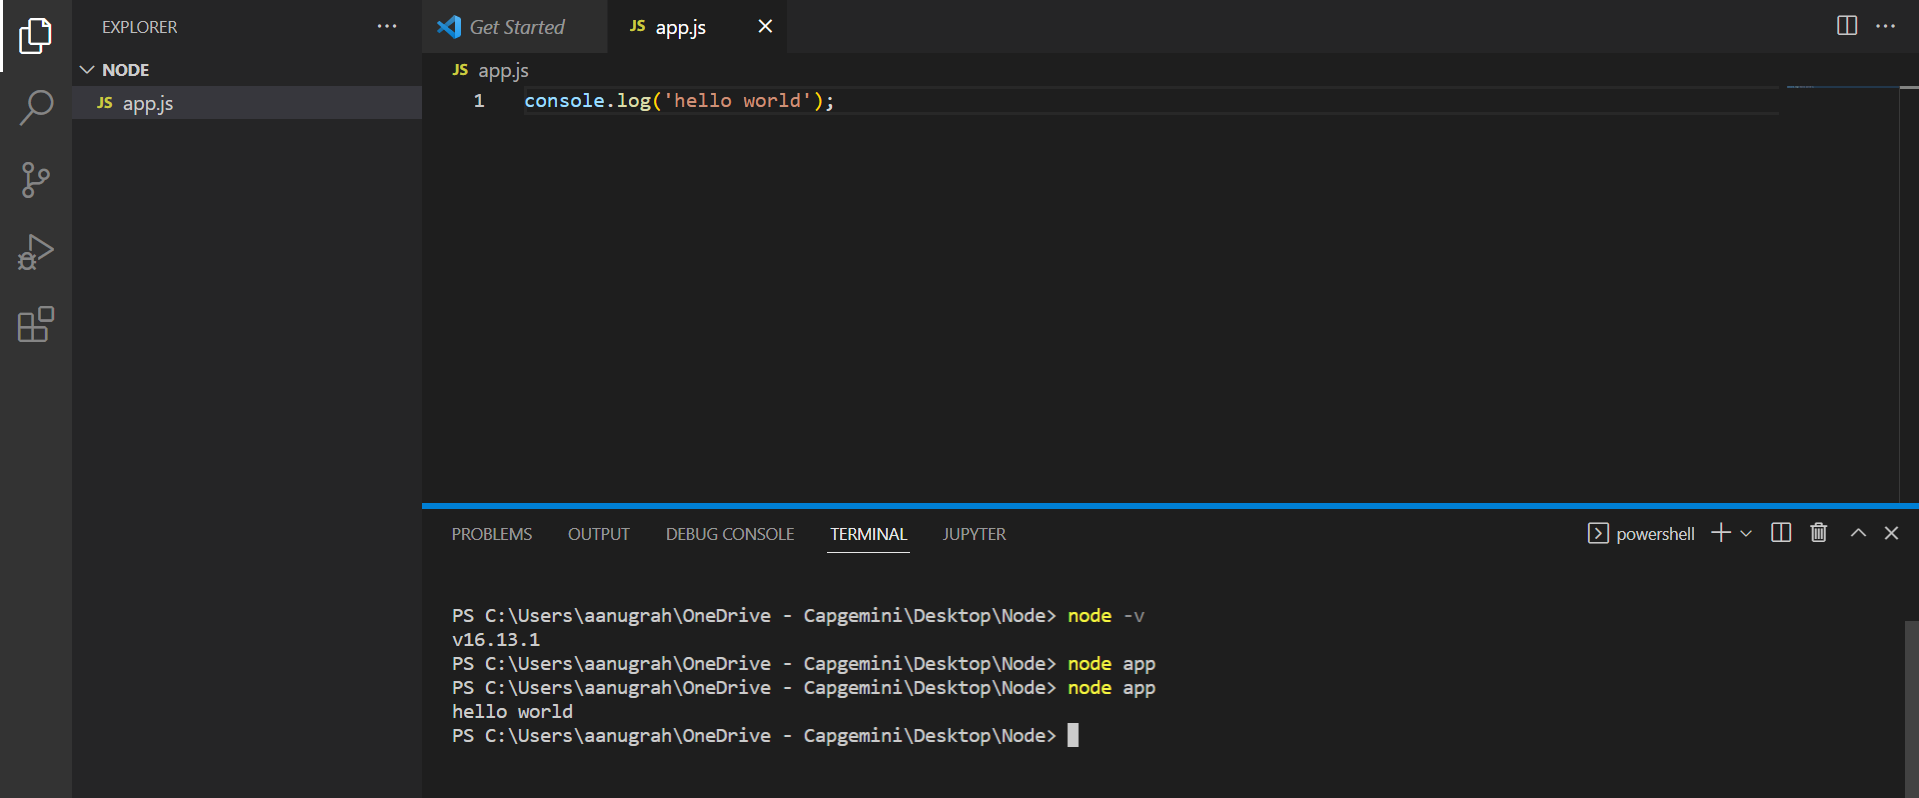 EXPLORER
NODE
JS app.js
Get Started
JS app.js
JS app.js
1 console.log('hello world');
PROBLEMS OUTPUT DEBUG CONSOLE TERMINAL JUPYTER
powershell
PS C:\Users\aanugrah\OneDrive - Capgemini\Desktop\Node> node -v
v16.13.1
PS C:\Users\aanugrah\OneDrive - Capgemini\Desktop\Node> node app
PS C:\Users\aanugrah\OneDrive - Capgemini\Desktop\Node> node app
hello world
PS C:\Users\aanugrah\OneDrive - Capgemini\Desktop\Node>